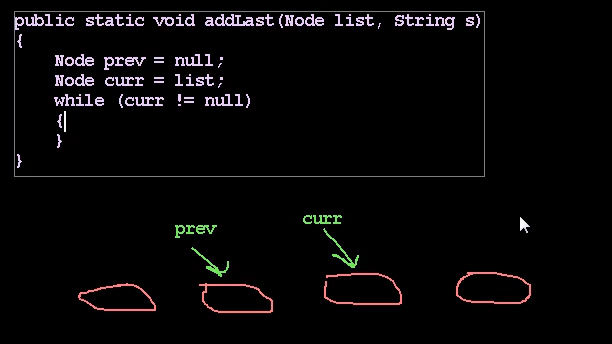 public static void addLast(Node list, String s)
{
    Node prev = null;
    Node curr = list;
    while (curr != null)
    {
    }
}
prev
curr